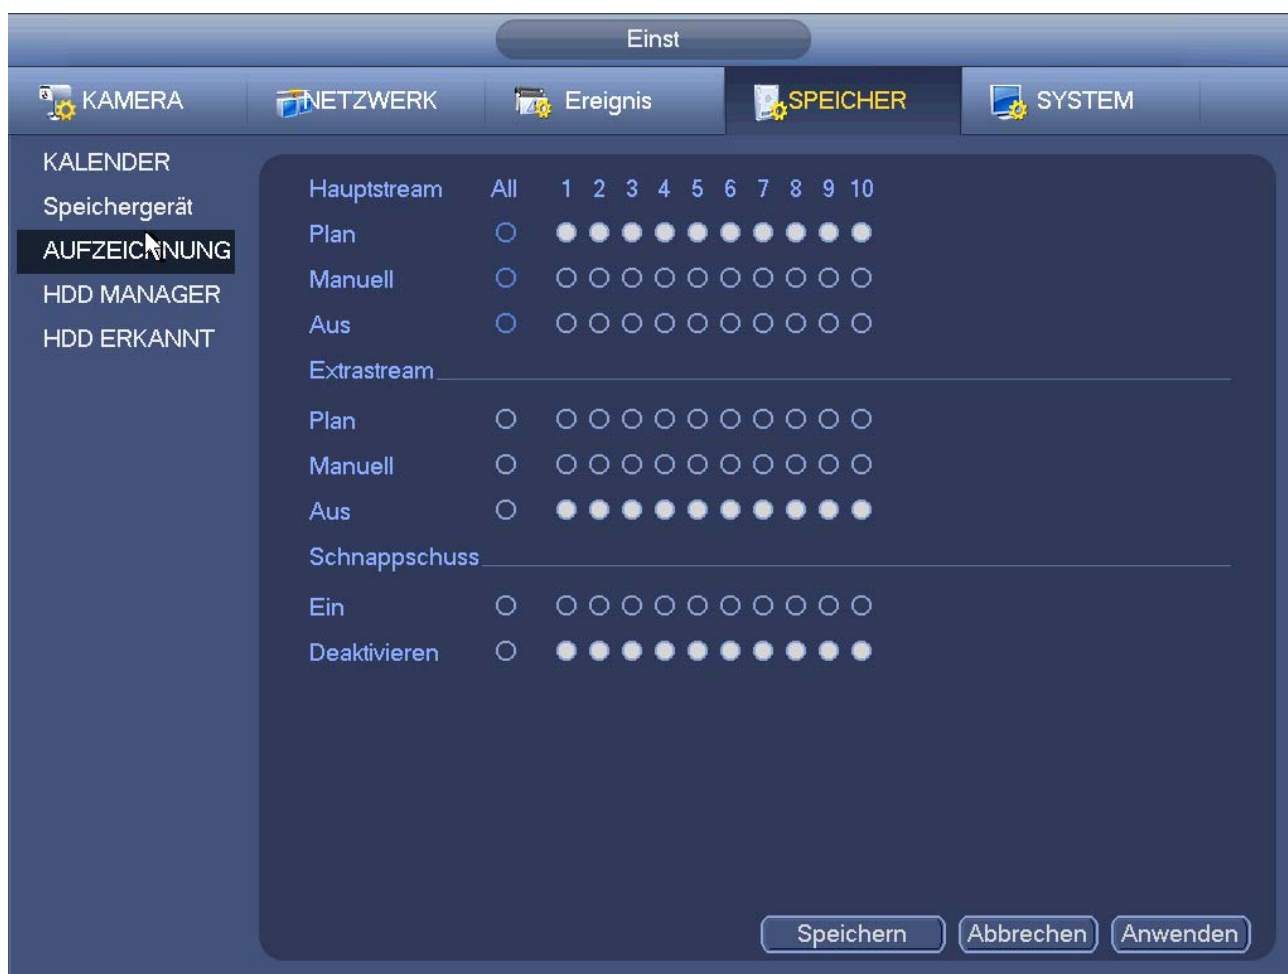 Einst
KAMERA NETZWERK Ereignis SPEICHER SYSTEM
KALENDER
Speichergerät
AUFZEICHNUNG
HDD MANAGER
HDD ERKANNT
Hauptstream All 1 2 3 4 5 6 7 8 9 10
Plan
Manuell
Aus
Extrastream
Plan
Manuell
Aus
Schnappschuss
Ein
Deaktivieren
Speichern Abbrechen Anwenden